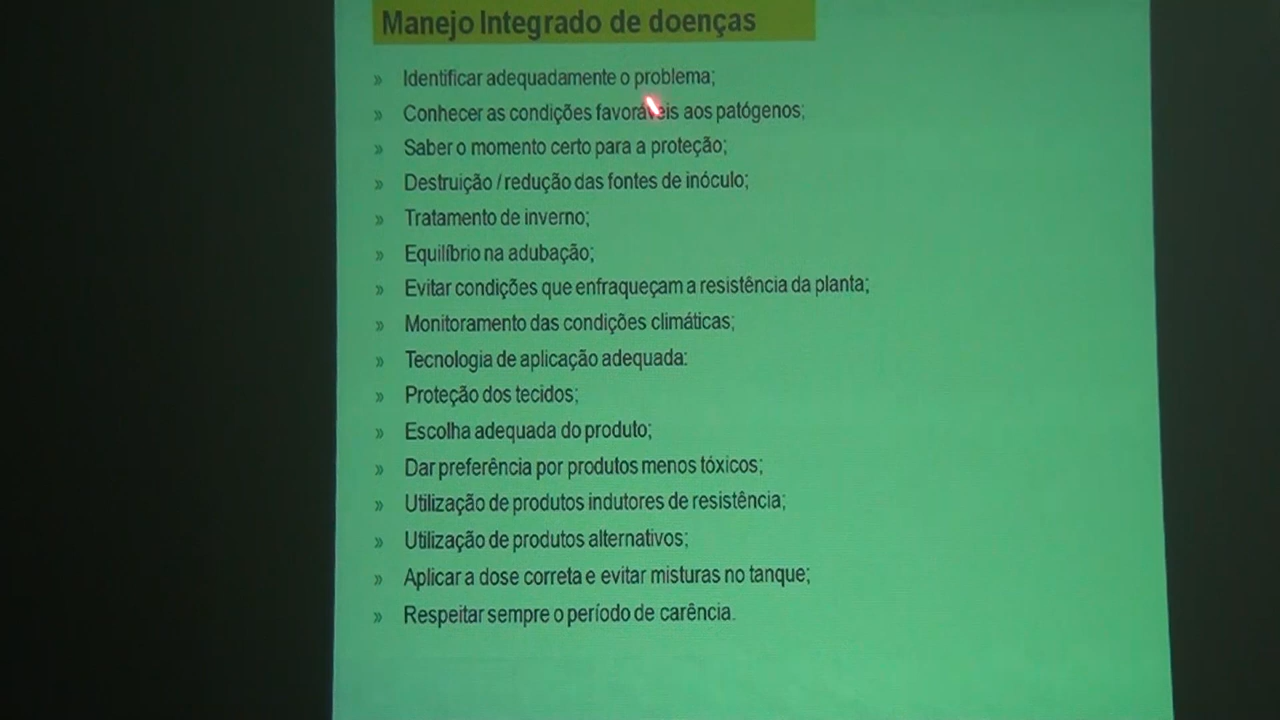 Manejo Integrado de doenças
» Identificar adequadamente o problema;
» Conhecer as condições favoráveis aos patógenos;
» Saber o momento certo para a proteção;
» Destruição / redução das fontes de inóculo;
» Tratamento de inverno;
» Equilíbrio na adubação;
» Evitar condições que enfraqueçam a resistência da planta;
» Monitoramento das condições climáticas;
» Tecnologia de aplicação adequada:
» Proteção dos tecidos;
» Escolha adequada do produto;
» Dar preferência por produtos menos tóxicos;
» Utilização de produtos indutores de resistência;
» Utilização de produtos alternativos;
» Aplicar a dose correta e evitar misturas no tanque;
» Respeitar sempre o período de carência.